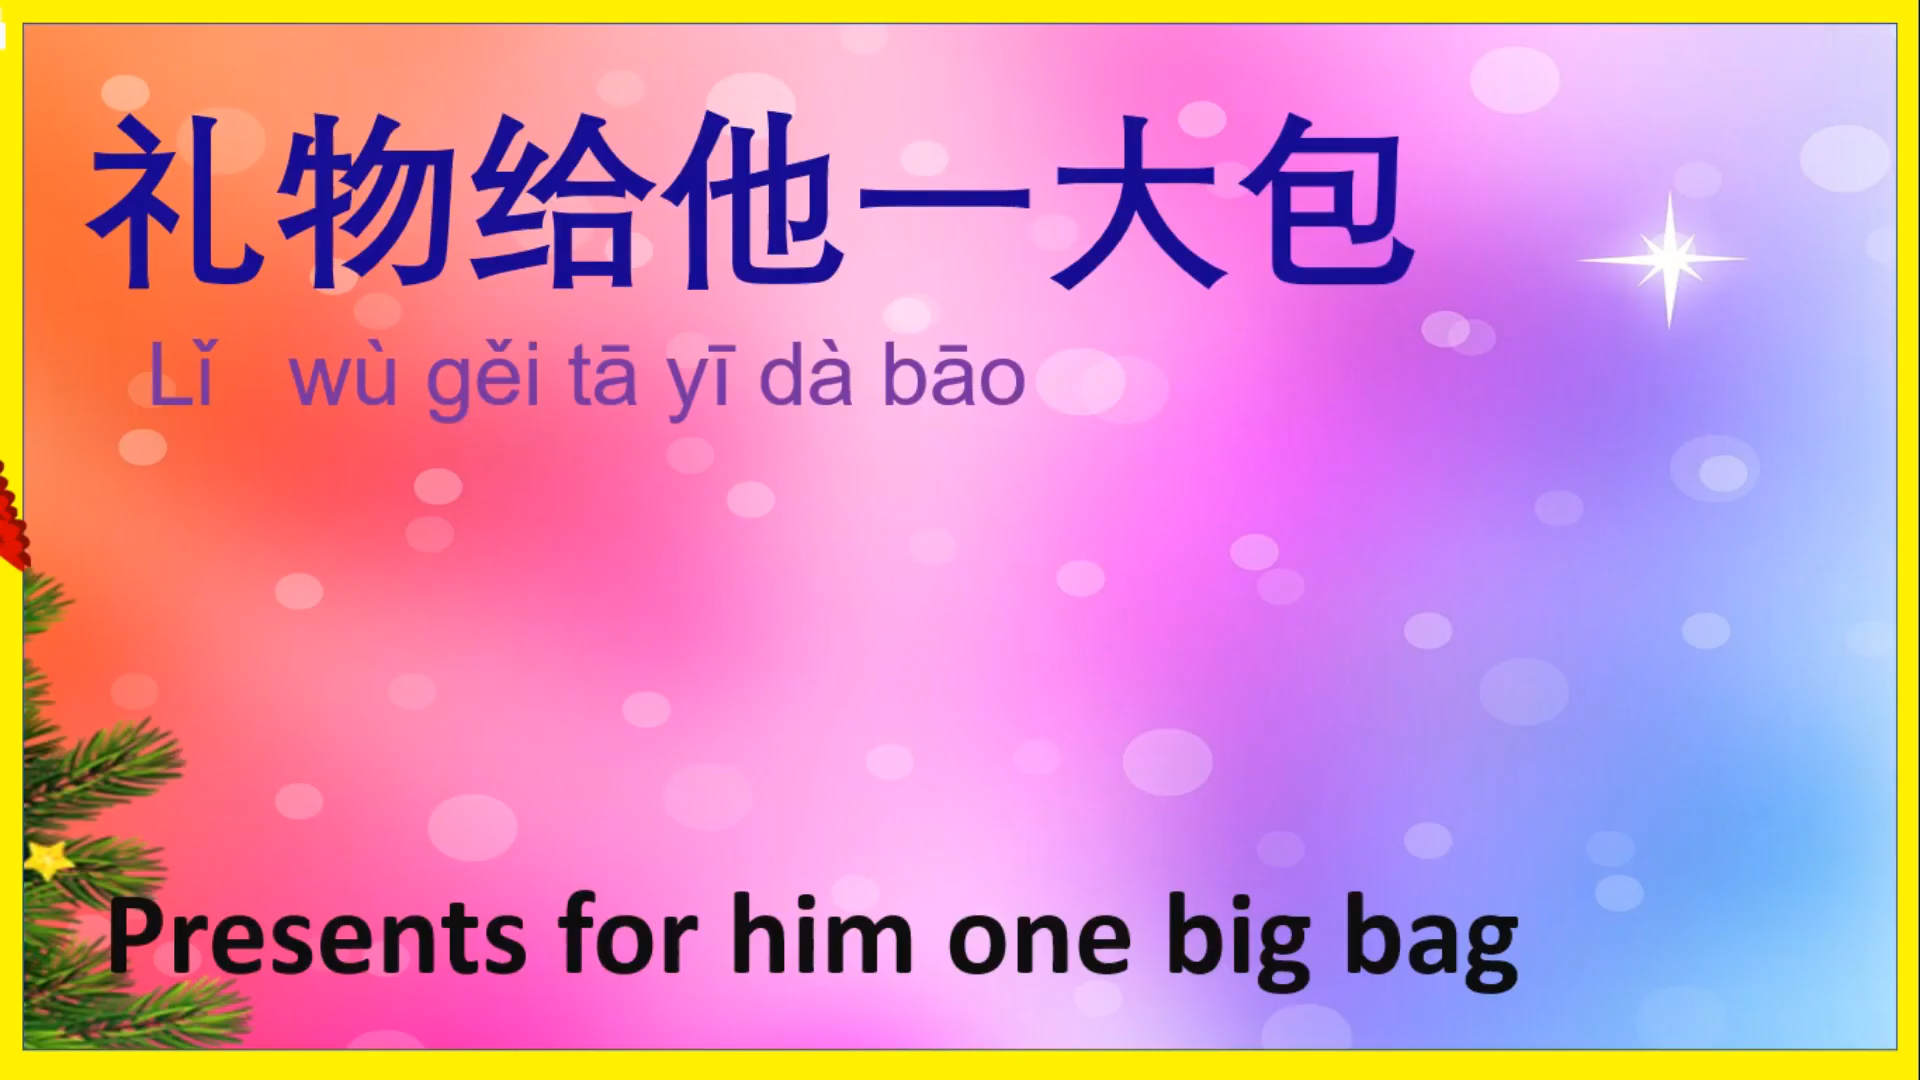 礼物给他一大包
Lǐ wù gěi tā yī dà bāo
Presents for him one big bag